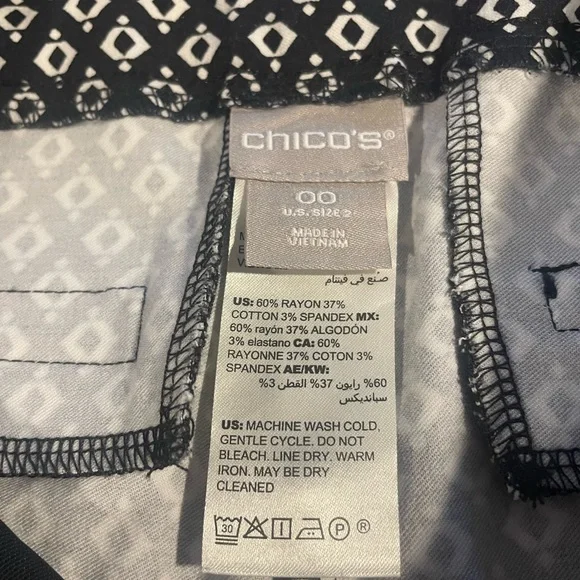 chico's®
00
U.S. SIZE 2
MADE IN
VIETNAM
صنع في فيتنام
US: 60% RAYON 37%
COTTON 3% SPANDEX MX:
60% rayón 37% ALGODÓN
3% elastano CA: 60%
RAYONNE 37% COTON 3%
SPANDEX AE/KW:
60% رايون 37% القطن 3%
سبانديكس
US: MACHINE WASH COLD,
GENTLE CYCLE. DO NOT
BLEACH. LINE DRY. WARM
IRON. MAY BE DRY
CLEANED
30 P ®